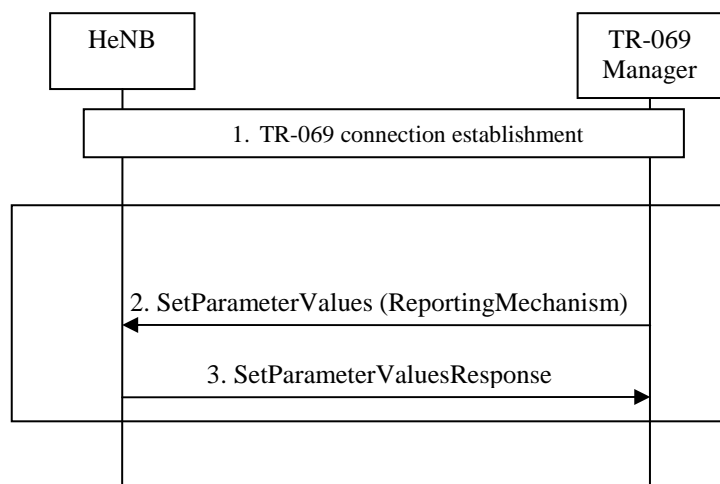 HeNB
TR-069
Manager
1. TR-069 connection establishment
2. SetParameterValues (ReportingMechanism)
3. SetParameterValuesResponse